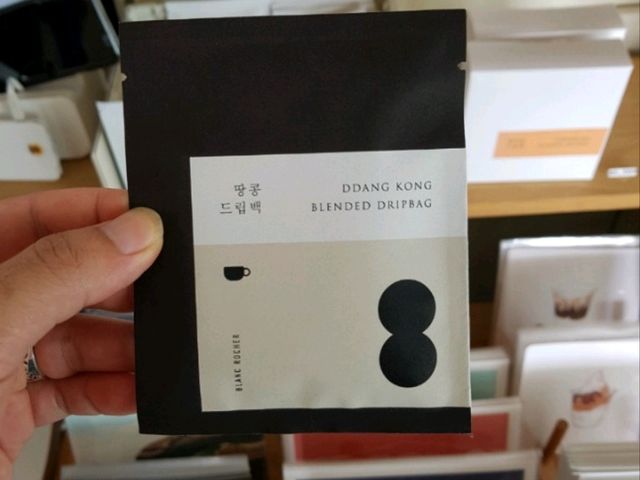 땅콩
드립백
DDANG KONG
BLENDED DRIPBAG
BLANC ROCHER